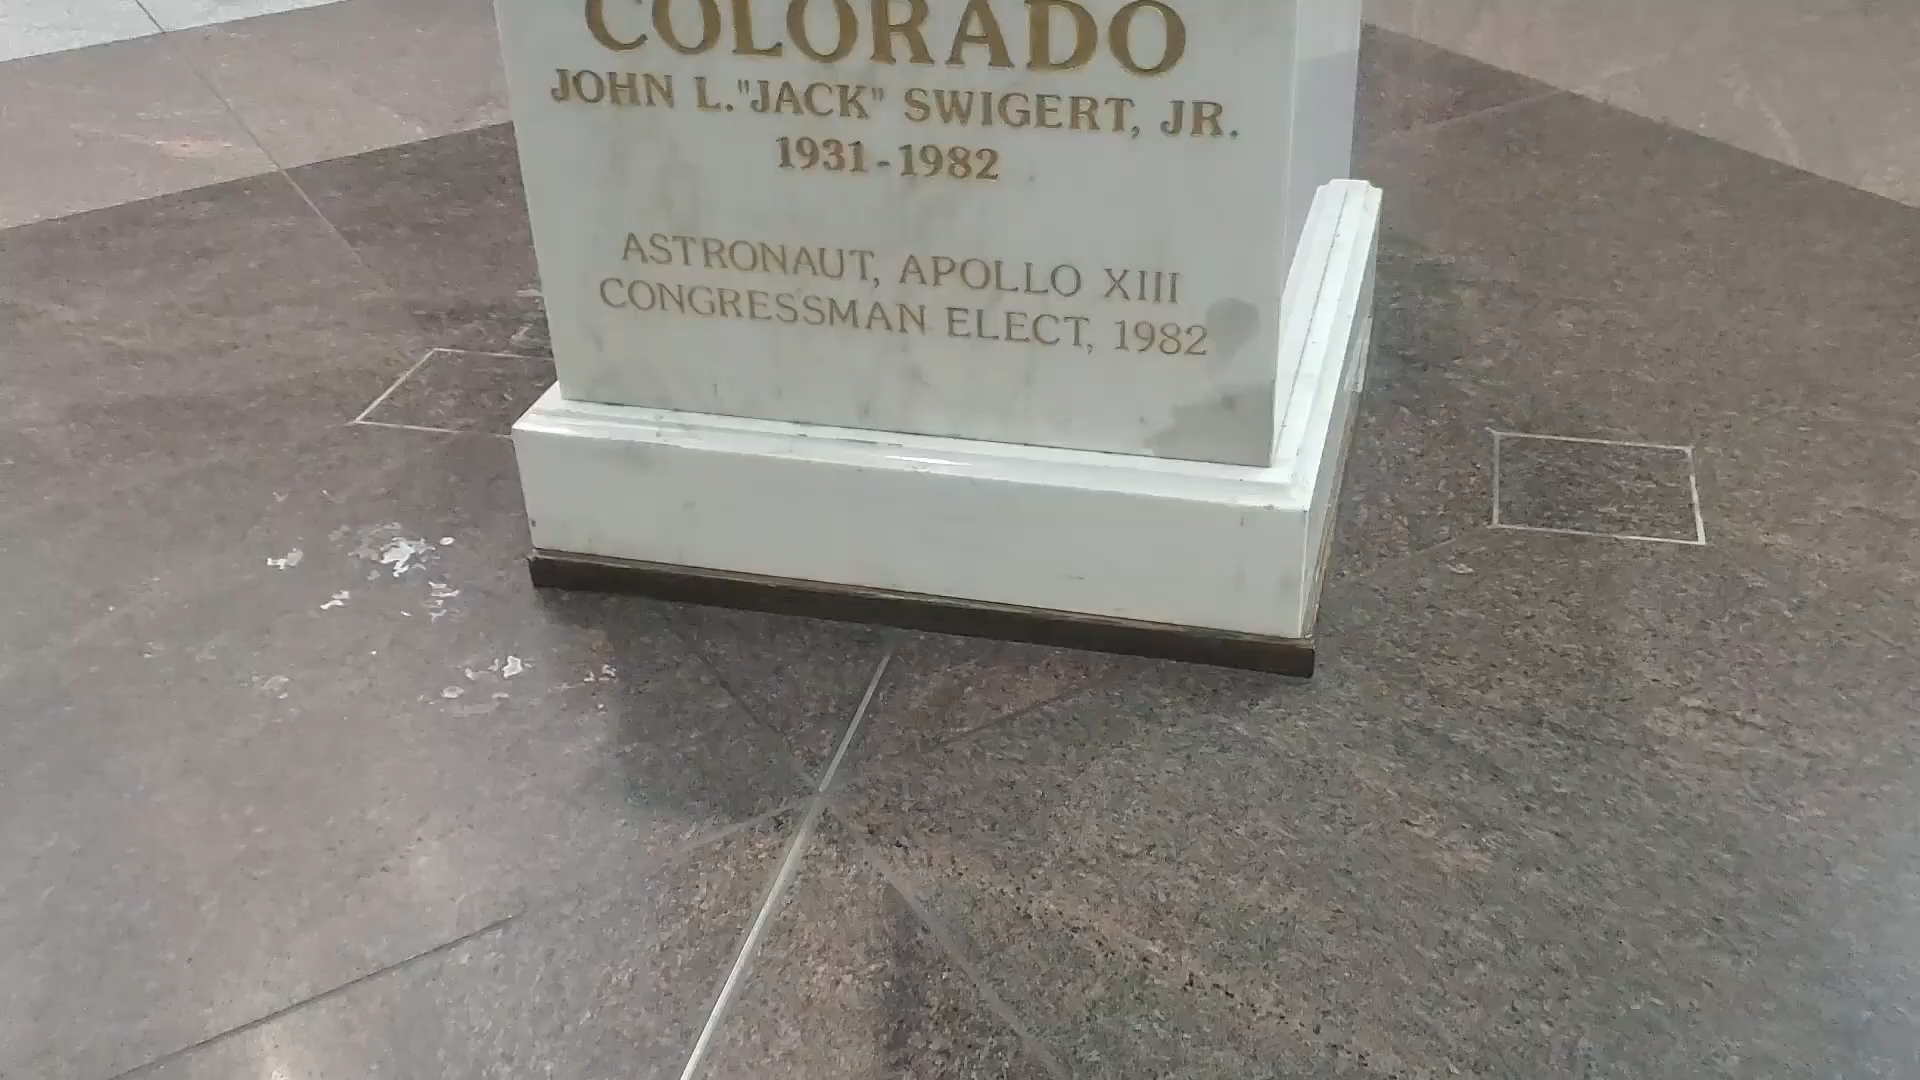 COLORADO
JOHN L."JACK" SWIGERT, JR.
1931-1982
ASTRONAUT, APOLLO XIII
CONGRESSMAN ELECT, 1982